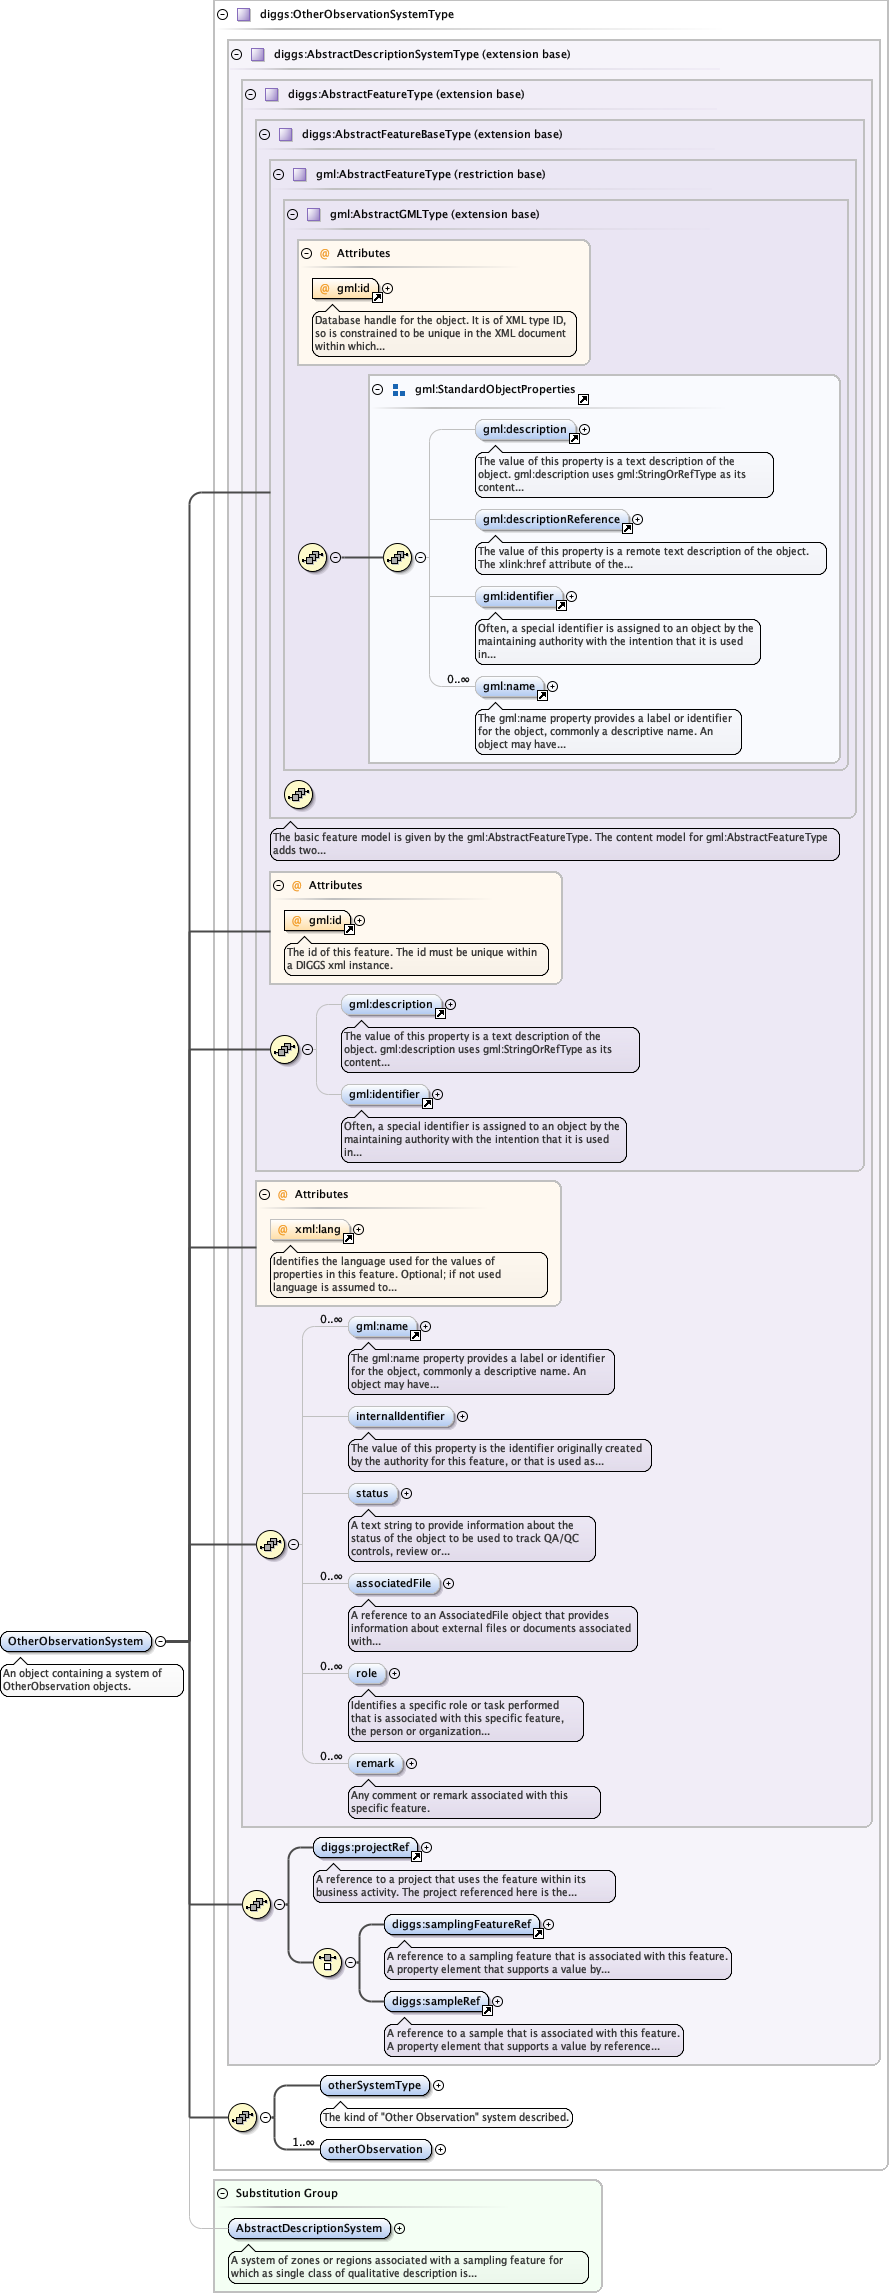 diggs:OtherObservationSystemType
diggs:AbstractDescriptionSystemType (extension base)
diggs:AbstractFeatureType (extension base)
diggs:AbstractFeatureBaseType (extension base)
gml:AbstractFeatureType (restriction base)
gml:AbstractGMLType (extension base)
@ Attributes
@ gml:id
Database handle for the object. It is of XML type ID,
so is constrained to be unique in the XML document
within which...
gml:StandardObjectProperties
gml:description
The value of this property is a text description of the
object. gml:description uses gml:StringOrRefType as its
content...
gml:descriptionReference
The value of this property is a remote text description of the object.
The xlink:href attribute of the...
gml:identifier
Often, a special identifier is assigned to an object by the
maintaining authority with the intention that it is used
in...
0..∞
gml:name
The gml:name property provides a label or identifier
for the object, commonly a descriptive name. An
object may have...
The basic feature model is given by the gml:AbstractFeatureType. The content model for gml:AbstractFeatureType
adds two...
@ Attributes
@ gml:id
The id of this feature. The id must be unique within
a DIGGS xml instance.
gml:description
The value of this property is a text description of the
object. gml:description uses gml:StringOrRefType as its
content...
gml:identifier
Often, a special identifier is assigned to an object by the
maintaining authority with the intention that it is used
in...
@ Attributes
@ xml:lang
Identifies the language used for the values of
properties in this feature. Optional; if not used
language is assumed to...
0..∞
gml:name
The gml:name property provides a label or identifier
for the object, commonly a descriptive name. An
object may have...
internalIdentifier
The value of this property is the identifier originally created
by the authority for this feature, or that is used as...
status
A text string to provide information about the
status of the object to be used to track QA/QC
controls, review or...
0..∞
associatedFile
A reference to an AssociatedFile object that provides
information about external files or documents associated
with...
OtherObservationSystem
An object containing a system of
OtherObservation objects.
0..∞
role
Identifies a specific role or task performed
that is associated with this specific feature,
the person or organization...
0..∞
remark
Any comment or remark associated with this
specific feature.
diggs:projectRef
A reference to a project that uses the feature within its
business activity. The project referenced here is the...
diggs:samplingFeatureRef
A reference to a sampling feature that is associated with this feature.
A property element that supports a value by...
diggs:sampleRef
A reference to a sample that is associated with this feature.
A property element that supports a value by reference...
otherSystemType
The kind of "Other Observation" system described.
1..∞
otherObservation
Substitution Group
AbstractDescriptionSystem
A system of zones or regions associated with a sampling feature for
which as single class of qualitative description is...